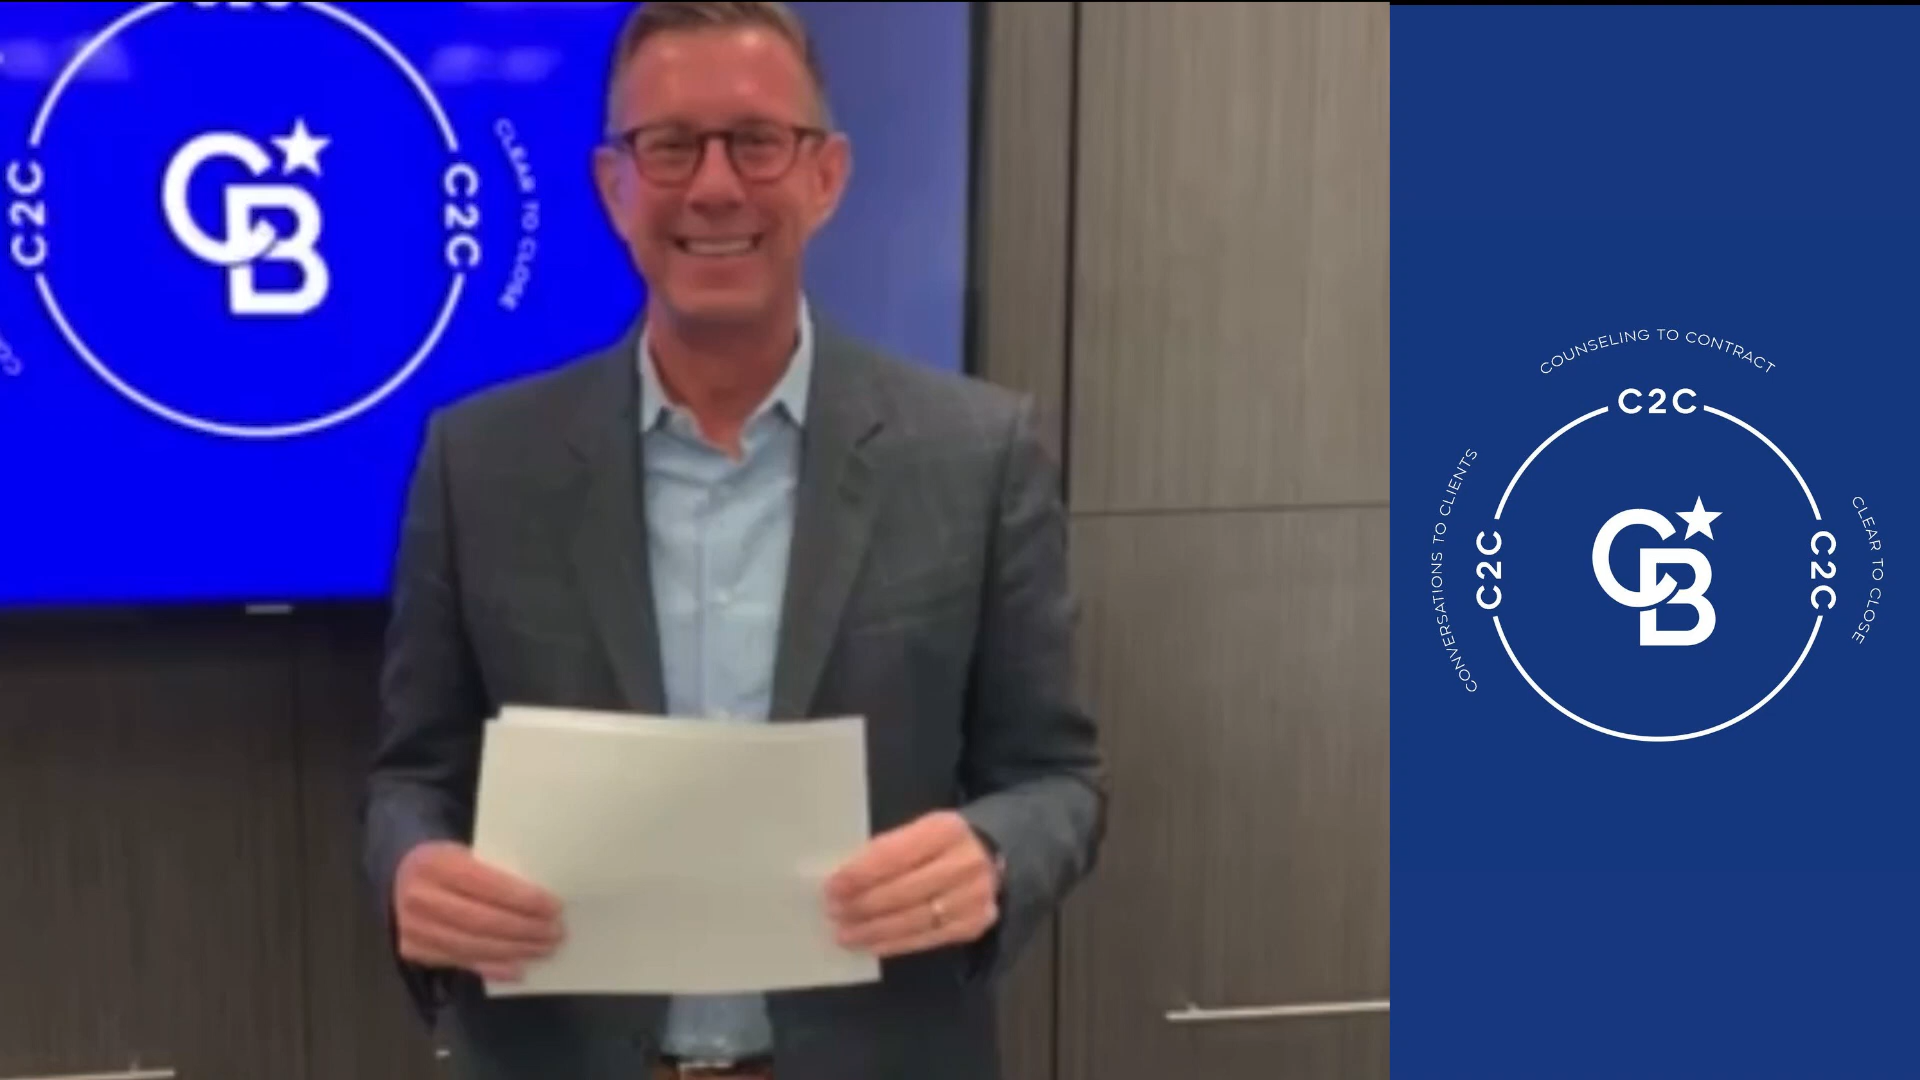 C2C
C2C
CB
C2C
CLEAR TO CLOSE
COUNSELING TO CONTRACT
C2C
CONVERSATIONS TO CLIENTS
C2C
CB
C2C
CLEAR TO CLOSE